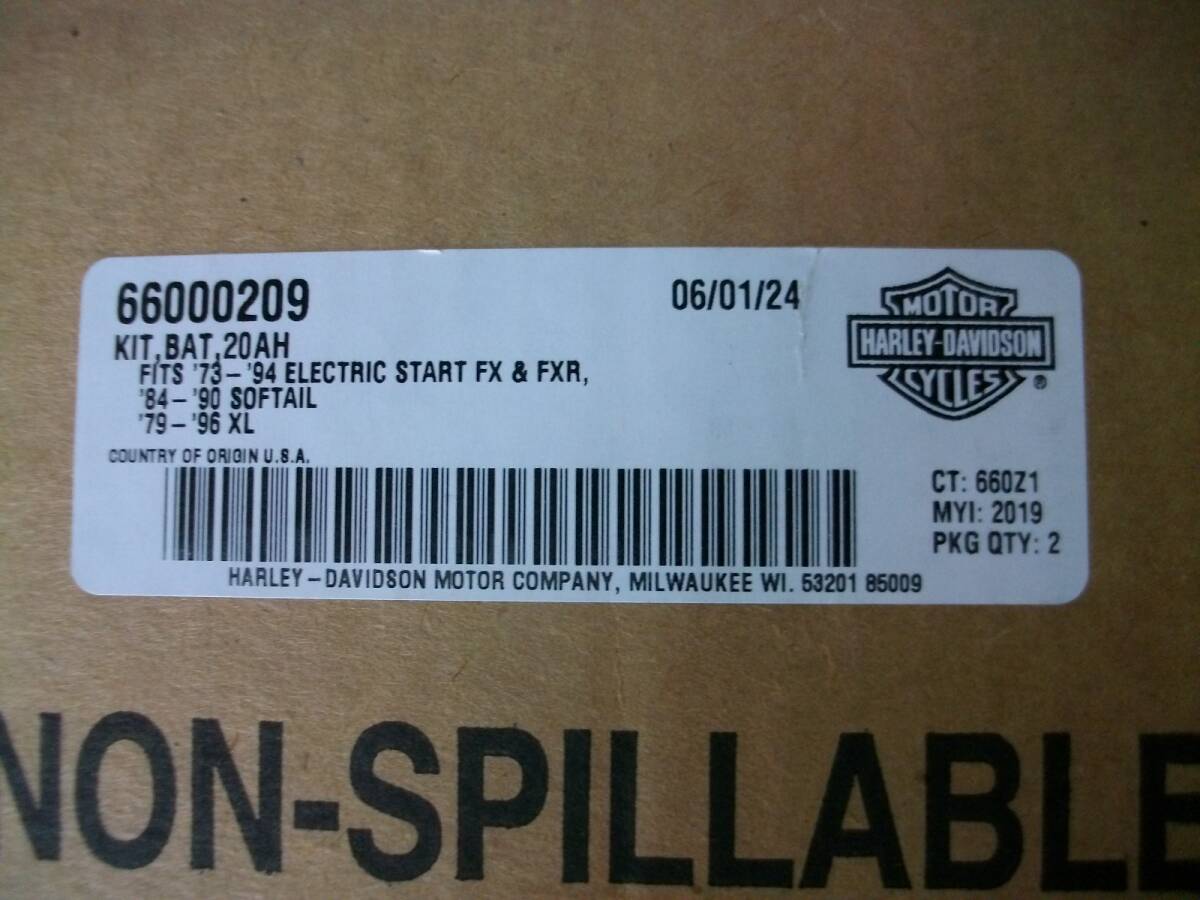 66000209 06/01/24
KIT,BAT,20AH
FITS '73-'94 ELECTRIC START FX & FXR,
'84-'90 SOFTAIL
'79-'96 XL
COUNTRY OF ORIGIN U.S.A.
MOTOR
HARLEY-DAVIDSON
CYCLES
®
CT: 660Z1
MYI: 2019
PKG QTY: 2
HARLEY-DAVIDSON MOTOR COMPANY, MILWAUKEE WI. 53201 85009
NON-SPILLABLE